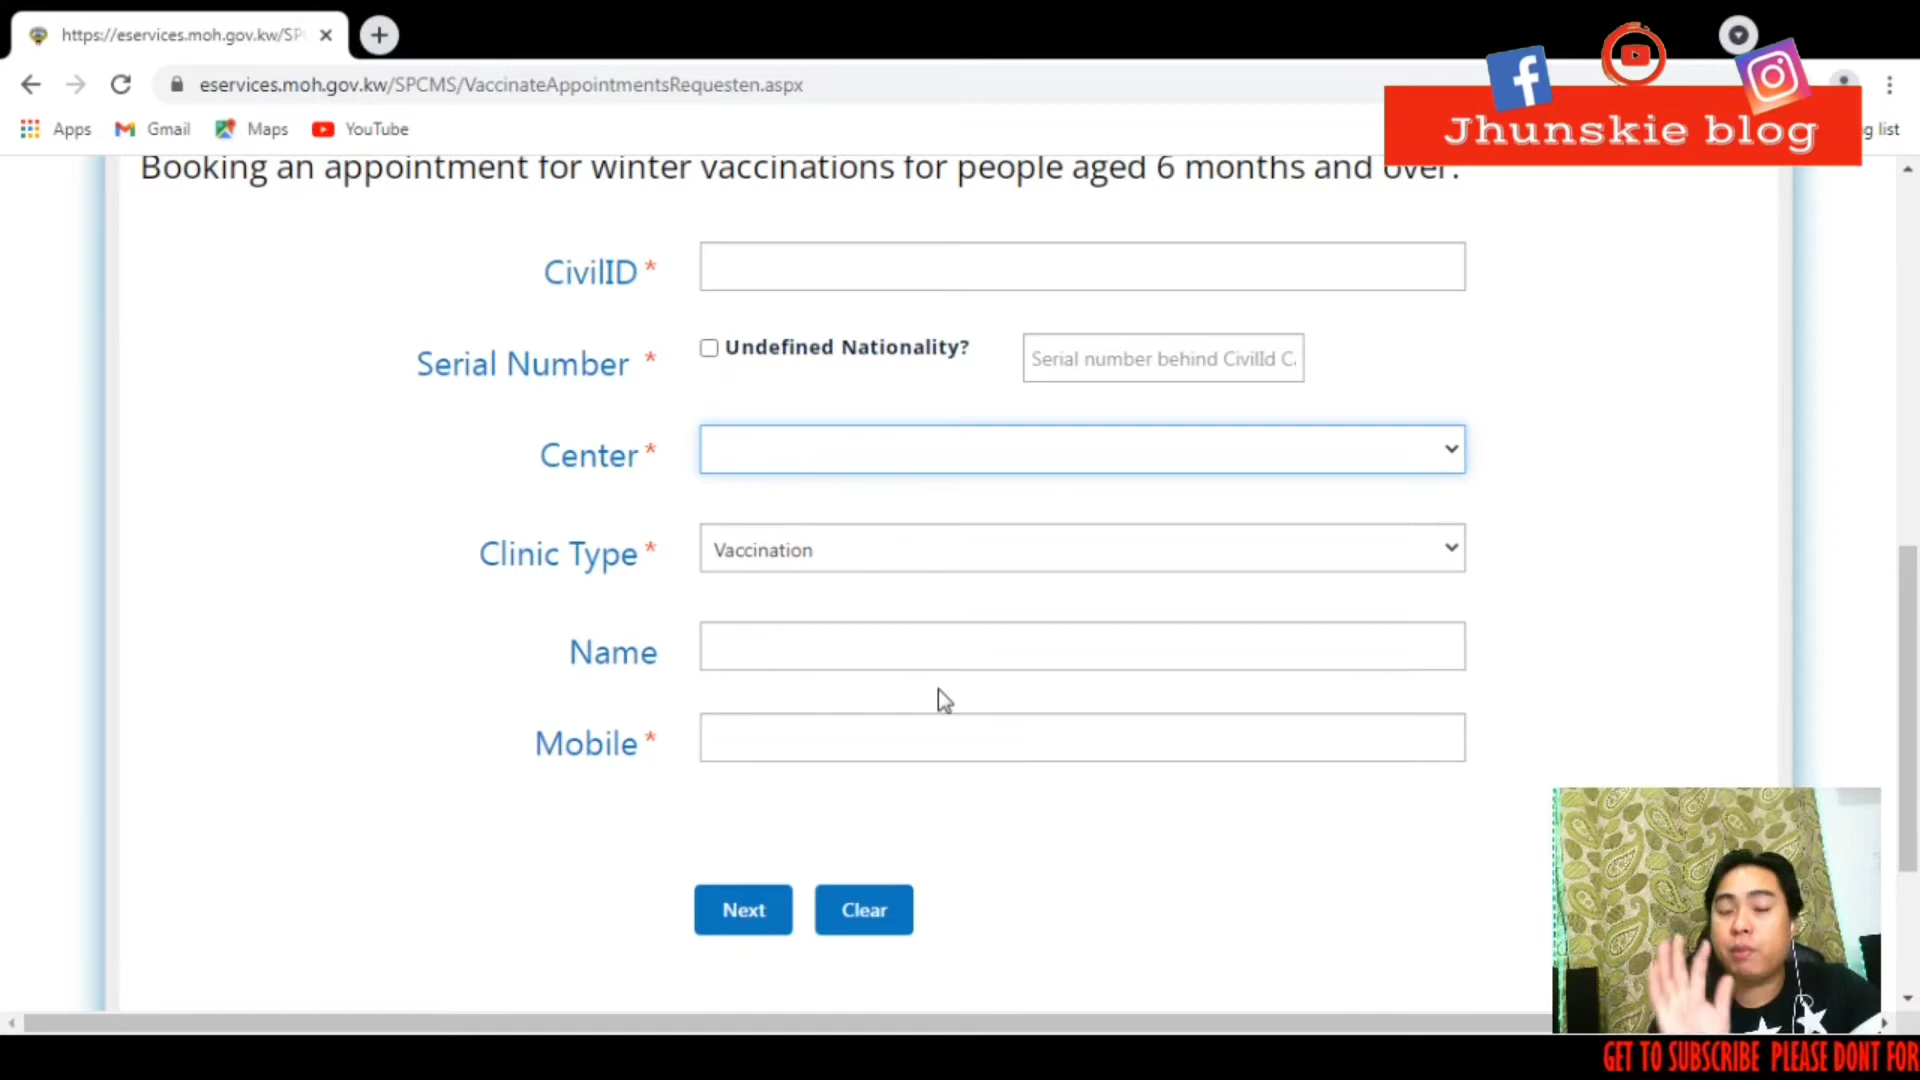 https://eservices.moh.gov.kw/SP
eservices.moh.gov.kw/SPCMS/VaccinateAppointmentsRequesten.aspx
Apps
Gmail
Maps
YouTube
g list
Jhunskie blog
Booking an appointment for winter vaccinations for people aged 6 months and over.
CivilID *
Serial Number *
Undefined Nationality?
Serial number behind CivilId C
Center *
Clinic Type *
Vaccination
Name
Mobile *
Next
Clear
GET TO SUBSCRIBE PLEASE DONT FOR